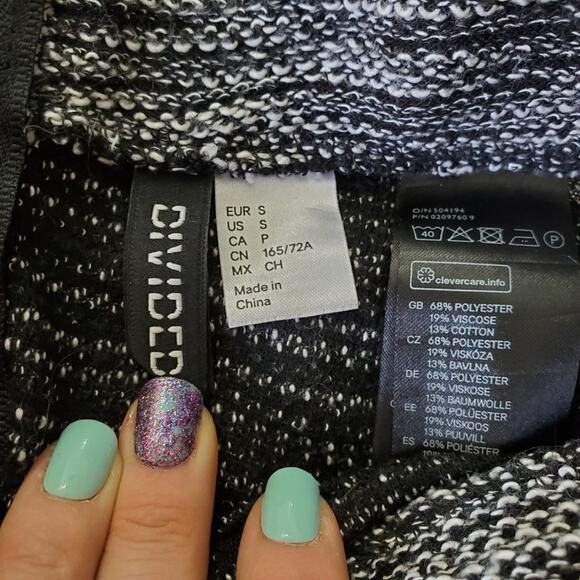 DIVIDED
EUR S
US S
CA P
CN 165/72A
MX CH
Made in
China
O/N 504194
P/N 0209760 9
40 P
clevercare.info
GB 68% POLYESTER
19% VISCOSE
13% COTTON
CZ 68% POLYESTER
19% VISKÓZA
13% BAVLNA
DE 68% POLYESTER
19% VISKOSE
13% BAUMWOLLE
EE 68% POLÜESTER
19% VISKOOS
13% PUUVILL
ES 68% POLIÉSTER